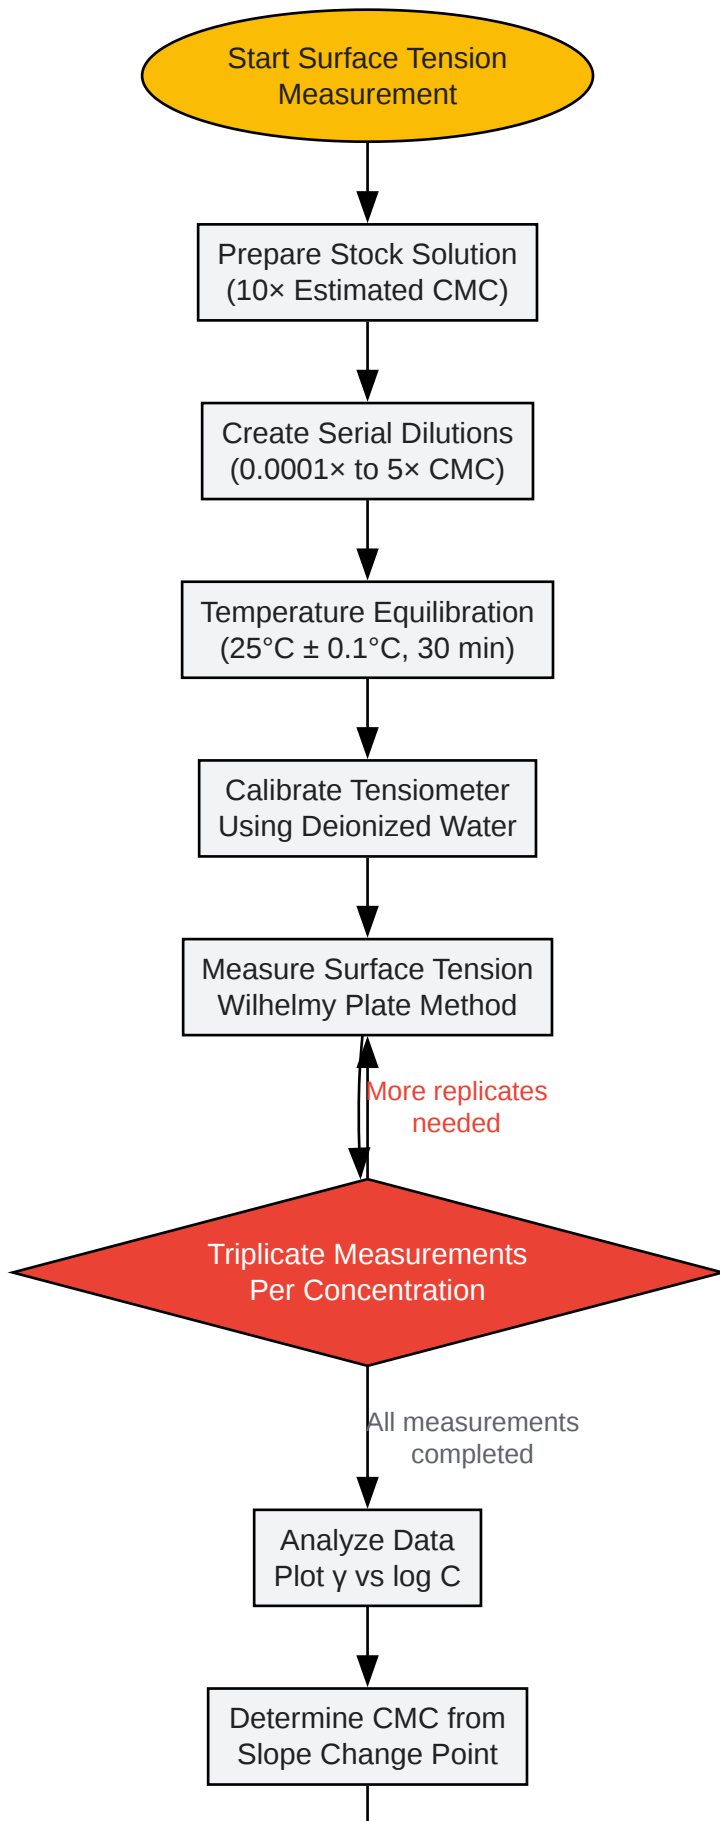 Start Surface Tension
Measurement
Prepare Stock Solution
(10× Estimated CMC)
Create Serial Dilutions
(0.0001× to 5× CMC)
Temperature Equilibration
(25°C ± 0.1°C, 30 min)
Calibrate Tensiometer
Using Deionized Water
Measure Surface Tension
Wilhelmy Plate Method
More replicates
needed
Triplicate Measurements
Per Concentration
All measurements
completed
Analyze Data
Plot γ vs log C
Determine CMC from
Slope Change Point